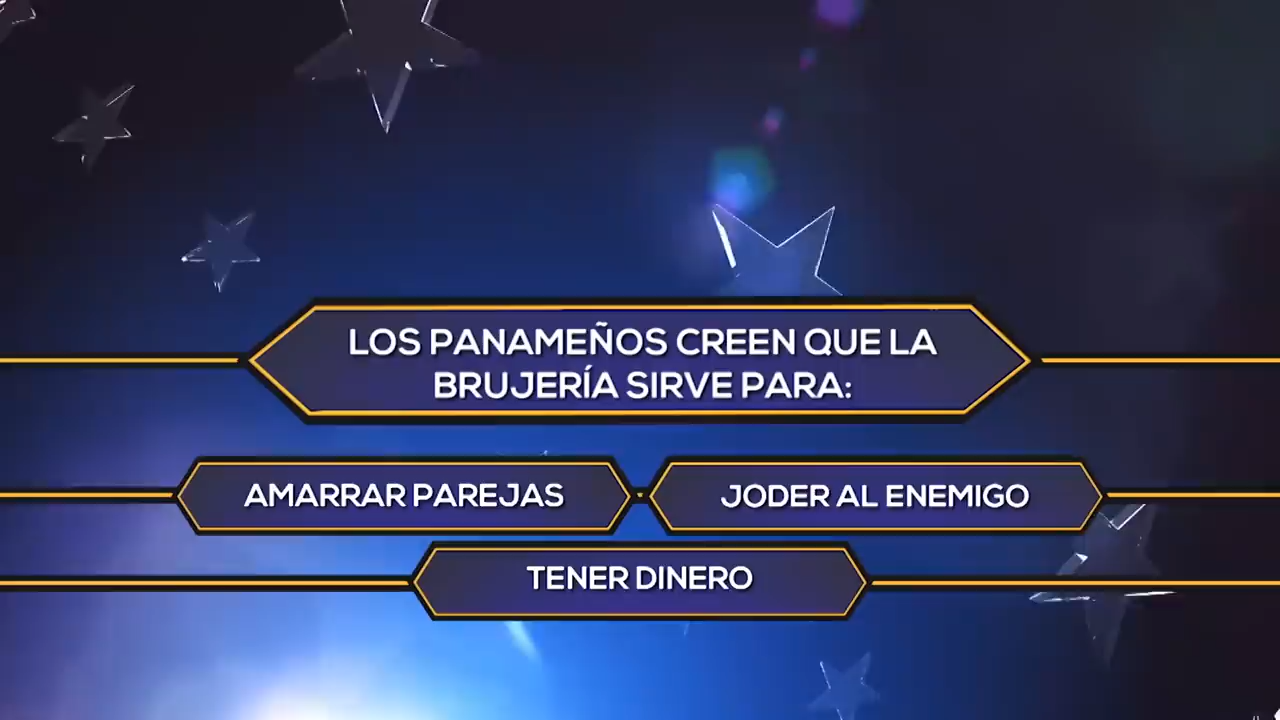 LOS PANAMEÑOS CREEN QUE LA
BRUJERÍA SIRVE PARA:
AMARRAR PAREJAS
JODER AL ENEMIGO
TENER DINERO